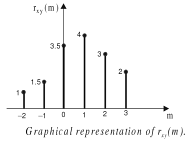 r_xy(m)
4
3.5
3
2
1.5
1
-2 -1 0 1 2 3 m
Graphical representation of r_xy(m).